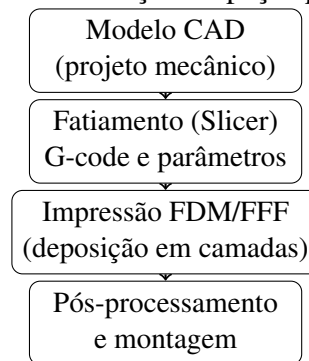 Modelo CAD
(projeto mecânico)
Fatiamento (Slicer)
G-code e parâmetros
Impressão FDM/FFF
(deposição em camadas)
Pós-processamento
e montagem